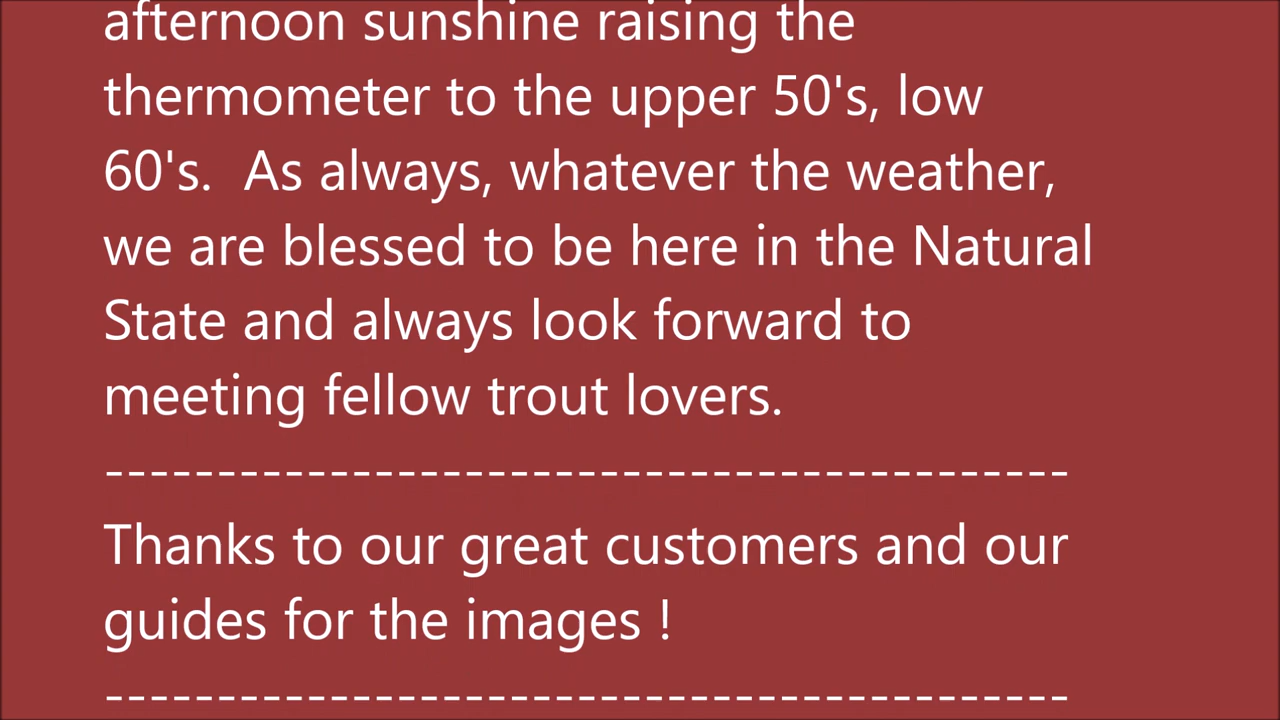 afternoon sunshine raising the
thermometer to the upper 50's, low
60's.  As always, whatever the weather,
we are blessed to be here in the Natural
State and always look forward to
meeting fellow trout lovers.
--------------------------------------------
Thanks to our great customers and our
guides for the images !
--------------------------------------------